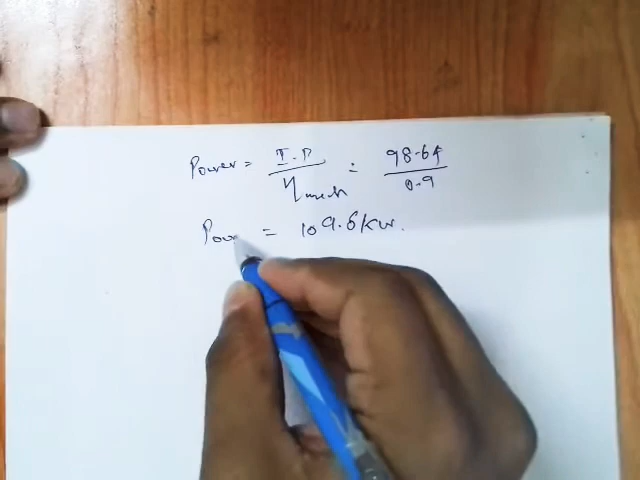 Power = I.P / ηmech = 98.64 / 0.9
Power = 109.6 kW.